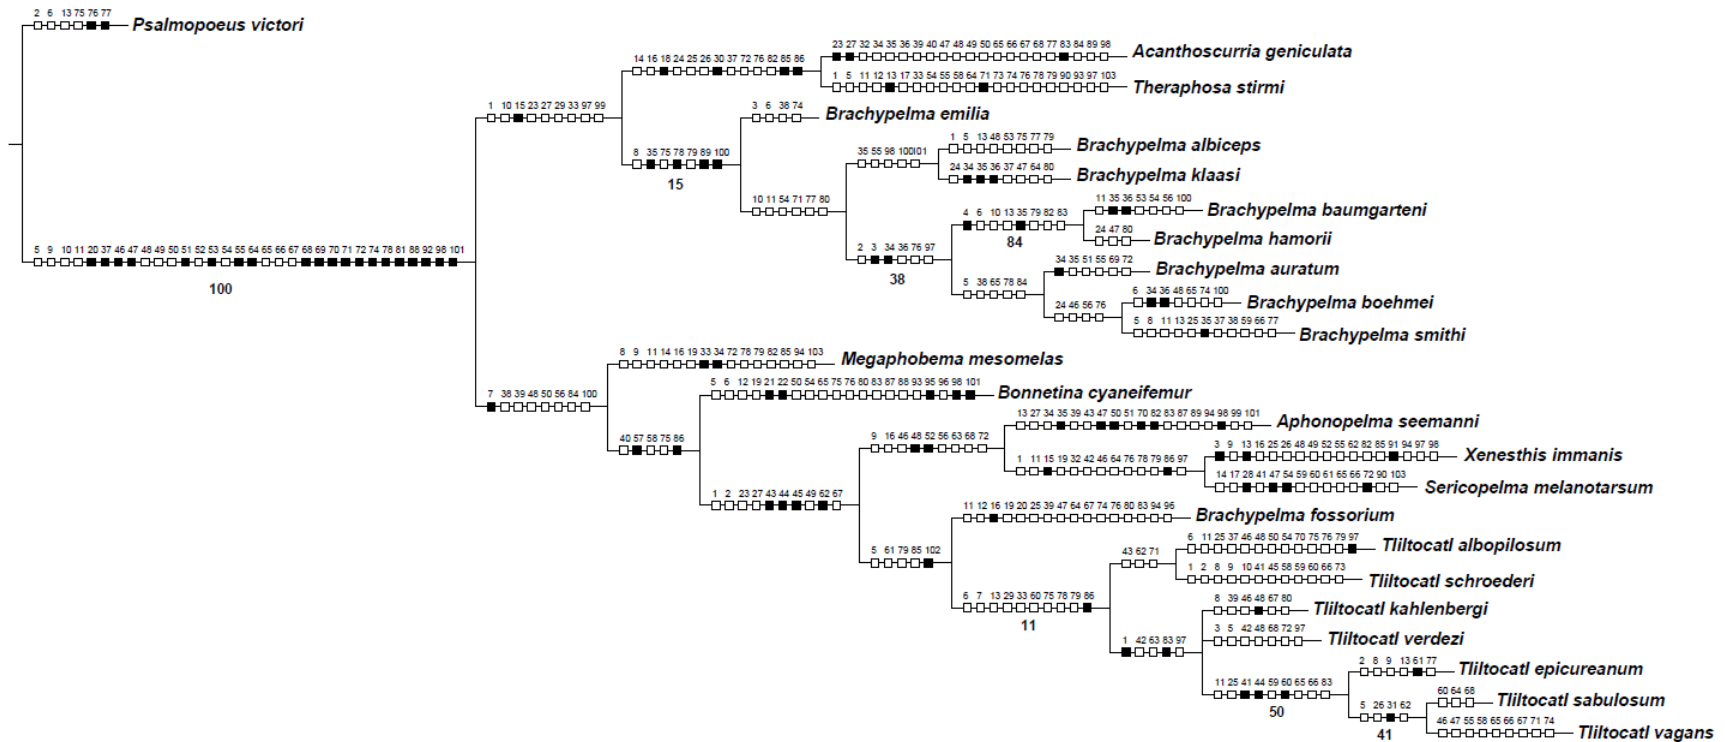 2 6 13 75 76 77
Psalmopoeus victori
23 27 32 34 35 36 39 40 47 48 49 50 65 66 67 68 77 83 84 89 98
Acanthoscurria geniculata
14 16 18 24 25 26 30 37 72 76 82 85 86
1 5 11 12 13 17 33 54 55 58 64 71 73 74 76 78 79 90 93 97 103
Theraphosa stirmi
1 10 15 23 27 29 33 97 99
3 6 38 74
Brachypelma emilia
8 35 75 78 79 89 100
15
1 5 13 48 53 75 77 79
Brachypelma albiceps
35 55 98 100101
24 34 35 36 37 47 64 80
Brachypelma klaasi
10 11 54 71 77 80
11 35 36 53 54 56 100
Brachypelma baumgarteni
4 6 10 13 35 79 82 83
84
24 47 80
Brachypelma hamorii
2 3 34 36 76 97
38
34 35 51 55 69 72
Brachypelma auratum
5 38 65 78 84
6 34 36 48 65 74 100
Brachypelma boehmei
24 46 56 76
5 8 11 13 25 35 37 38 59 66 77
Brachypelma smithi
5 9 10 11 20 37 46 47 48 49 50 51 52 53 54 55 64 65 66 67 68 69 70 71 72 74 78 81 88 92 98 101
100
8 9 11 14 16 19 33 34 72 78 79 82 85 94 103
Megaphobema mesomelas
7 38 39 48 50 56 84 100
5 6 12 19 21 22 50 54 65 75 76 80 83 87 88 93 95 96 98 101
Bonnetina cyaneifemur
40 57 58 75 86
13 27 34 35 39 43 47 50 51 70 82 83 87 89 94 98 99 101
Aphonopelma seemanni
9 16 46 48 52 56 63 68 72
3 9 13 16 25 26 48 49 52 55 62 82 85 91 94 97 98
Xenesthis immanis
1 11 15 19 32 42 46 64 76 78 79 86 97
14 17 28 41 47 54 59 60 61 65 66 72 90 103
Sericopelma melanotarsum
1 2 23 27 43 44 45 49 62 67
11 12 16 19 20 25 39 47 64 67 74 76 80 83 94 96
Brachypelma fossorium
5 61 79 85 102
6 11 25 37 46 48 50 54 70 75 76 79 97
Tliltocatl albopilosum
43 62 71
1 2 8 9 10 41 45 58 59 60 66 73
Tliltocatl schroederi
6 7 13 29 33 60 75 78 79 86
11
8 39 46 48 67 80
Tliltocatl kahlenbergi
1 42 63 83 97
3 5 42 48 68 72 97
Tliltocatl verdezi
2 8 9 13 61 77
Tliltocatl epicureanum
11 25 41 44 59 60 65 66 83
50
60 64 68
Tliltocatl sabulosum
5 26 31 62
41
46 47 55 58 65 66 67 71 74
Tliltocatl vagans